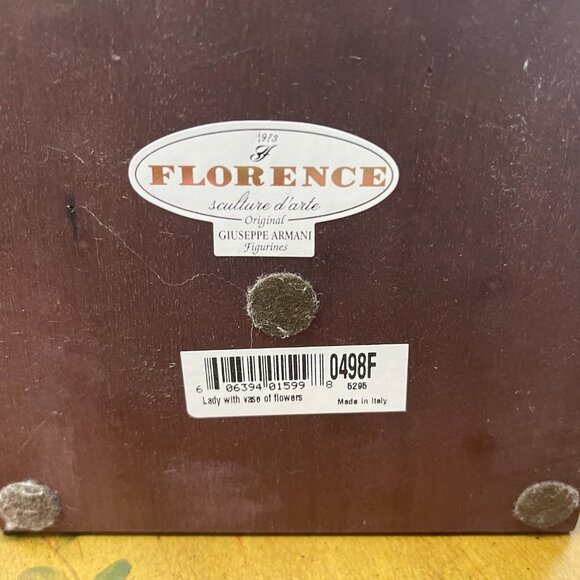 1973
FLORENCE
sculture d'arte
Original
GIUSEPPE ARMANI
Figurines
0498F
6 06394 01599 8 5295
Lady with vase of flowers Made in Italy